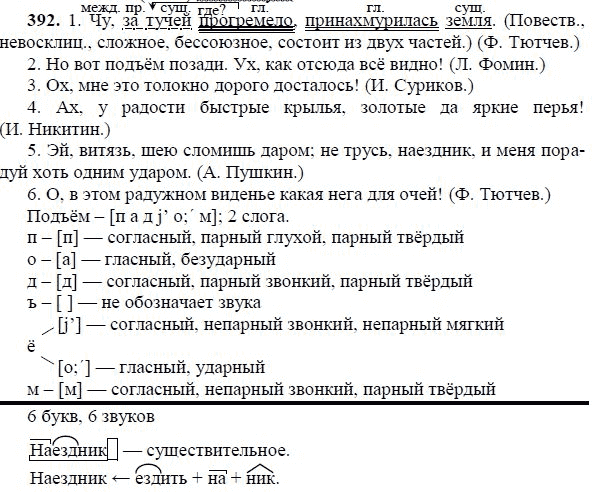 межд. пр. сущ. где? гл. гл. сущ.
392. 1. Чу, за тучей прогремело, принахмурилась земля. (Повеств.,
невосклиц., сложное, бессоюзное, состоит из двух частей.) (Ф. Тютчев.)
2. Но вот подъём позади. Ух, как отсюда всё видно! (Л. Фомин.)
3. Ох, мне это толокно дорого досталось! (И. Суриков.)
4. Ах, у радости быстрые крылья, золотые да яркие перья!
(И. Никитин.)
5. Эй, витязь, шею сломишь даром; не трусь, наездник, и меня пора-
дуй хоть одним ударом. (А. Пушкин.)
6. О, в этом радужном виденье какая нега для очей! (Ф. Тютчев.)
Подъём – [п а д j’ о;´ м]; 2 слога.
п – [п] — согласный, парный глухой, парный твёрдый
о – [а] — гласный, безударный
д – [д] — согласный, парный звонкий, парный твёрдый
ъ – [ ] — не обозначает звука
[j’] — согласный, непарный звонкий, непарный мягкий
ё
[о;´] — гласный, ударный
м – [м] — согласный, непарный звонкий, парный твёрдый
6 букв, 6 звуков
Наездник — существительное.
Наездник ← ездить + на + ник.